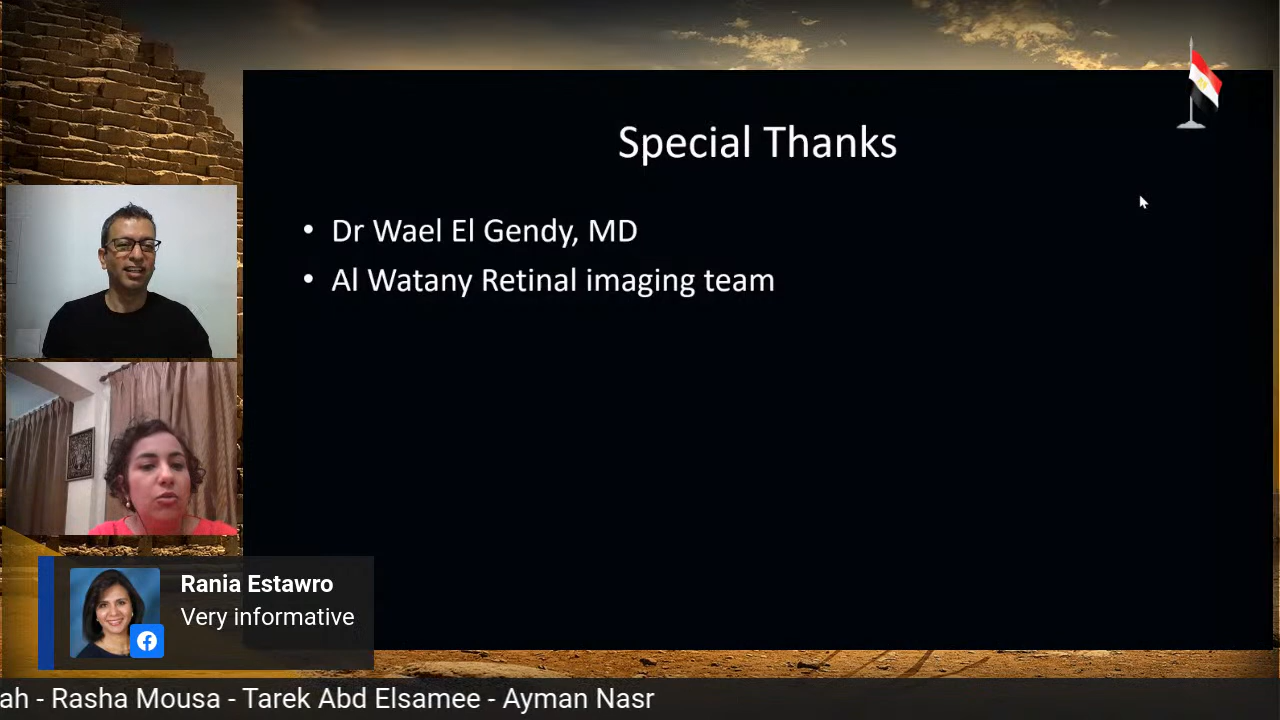 Special Thanks
• Dr Wael El Gendy, MD
• Al Watany Retinal imaging team
Rania Estawro
Very informative
ah - Rasha Mousa - Tarek Abd Elsamee - Ayman Nasr